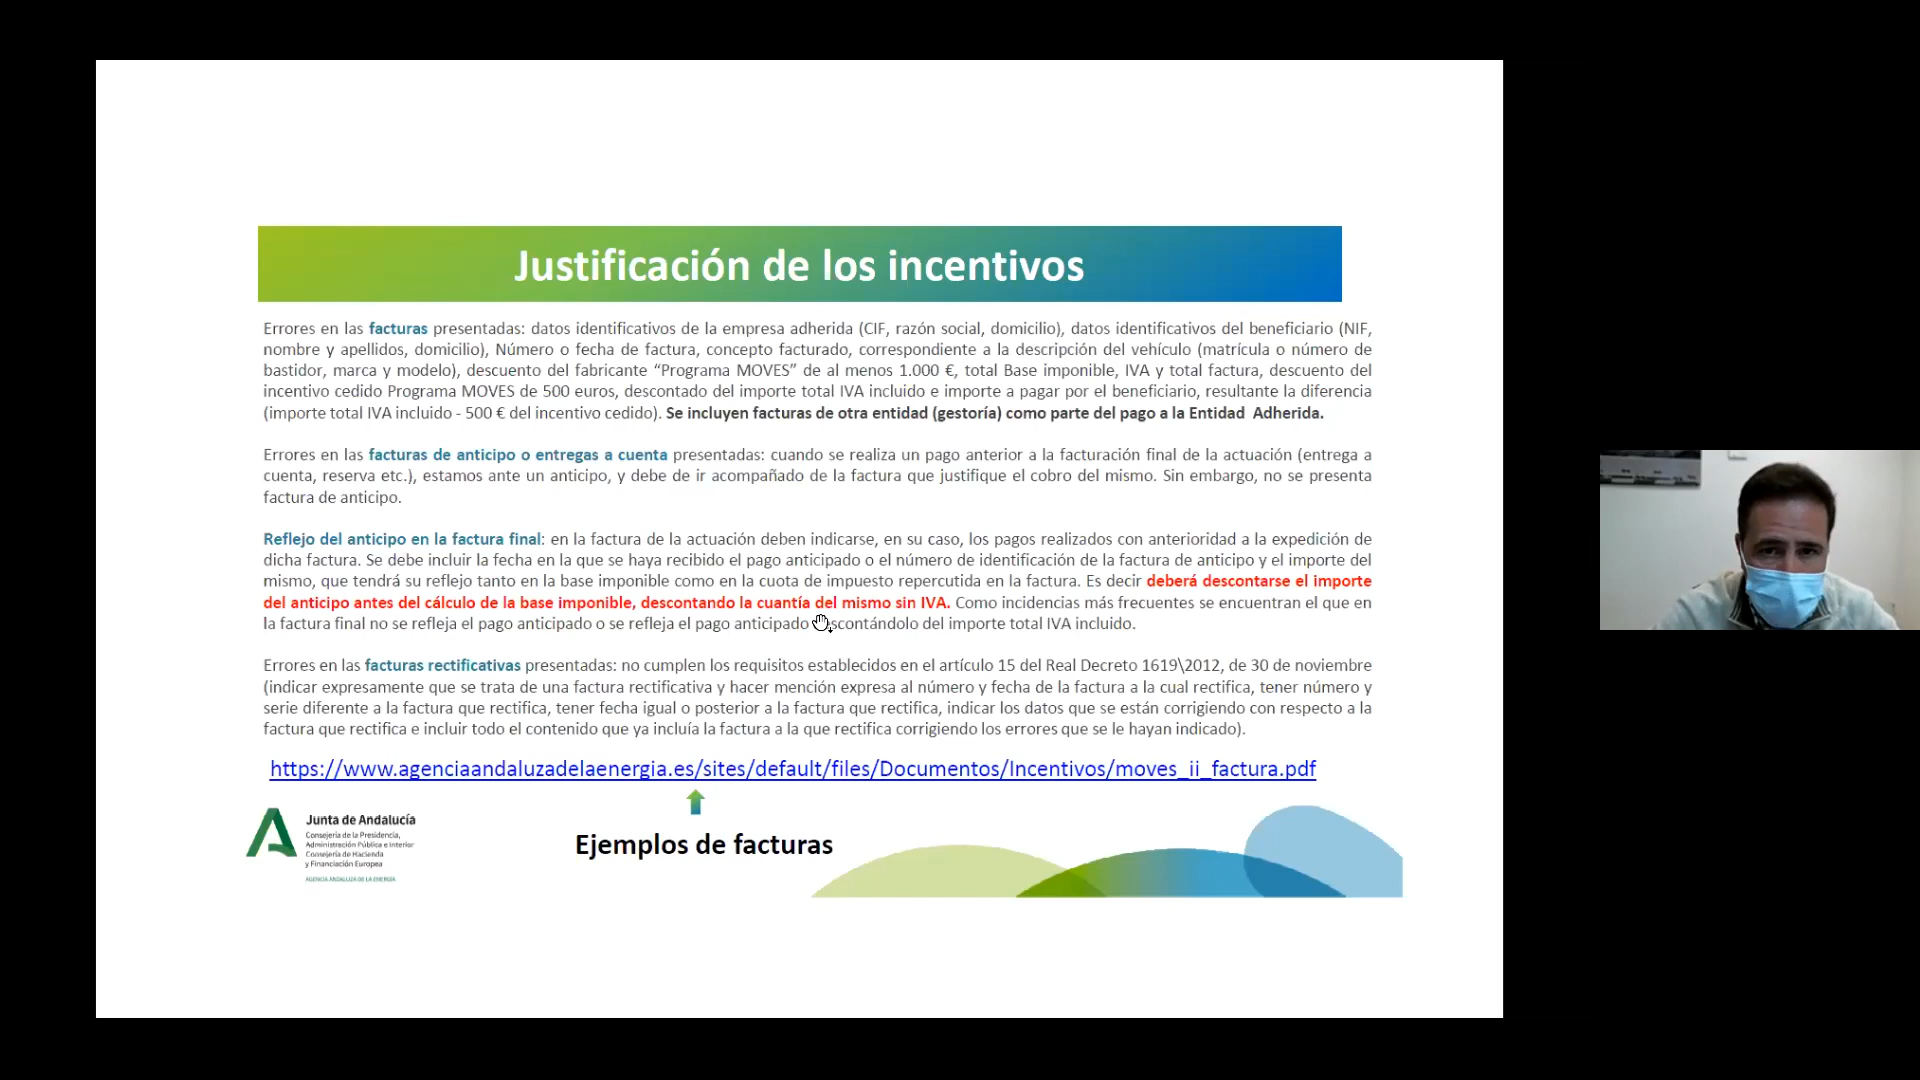 Justificación de los incentivos
Errores en las facturas presentadas: datos identificativos de la empresa adherida (CIF, razón social, domicilio), datos identificativos del beneficiario (NIF,
nombre y apellidos, domicilio), Número o fecha de factura, concepto facturado, correspondiente a la descripción del vehículo (matrícula o número de
bastidor, marca y modelo), descuento del fabricante “Programa MOVES” de al menos 1.000 €, total Base imponible, IVA y total factura, descuento del
incentivo cedido Programa MOVES de 500 euros, descontado del importe total IVA incluido e importe a pagar por el beneficiario, resultante la diferencia
(importe total IVA incluido - 500 € del incentivo cedido). Se incluyen facturas de otra entidad (gestoría) como parte del pago a la Entidad Adherida.
Errores en las facturas de anticipo o entregas a cuenta presentadas: cuando se realiza un pago anterior a la facturación final de la actuación (entrega a
cuenta, reserva etc.), estamos ante un anticipo, y debe de ir acompañado de la factura que justifique el cobro del mismo. Sin embargo, no se presenta
factura de anticipo.
Reflejo del anticipo en la factura final: en la factura de la actuación deben indicarse, en su caso, los pagos realizados con anterioridad a la expedición de
dicha factura. Se debe incluir la fecha en la que se haya recibido el pago anticipado o el número de identificación de la factura de anticipo y el importe del
mismo, que tendrá su reflejo tanto en la base imponible como en la cuota de impuesto repercutida en la factura. Es decir deberá descontarse el importe
del anticipo antes del cálculo de la base imponible, descontando la cuantía del mismo sin IVA. Como incidencias más frecuentes se encuentran el que en
la factura final no se refleja el pago anticipado o se refleja el pago anticipado scontándolo del importe total IVA incluido.
Errores en las facturas rectificativas presentadas: no cumplen los requisitos establecidos en el artículo 15 del Real Decreto 1619\2012, de 30 de noviembre
(indicar expresamente que se trata de una factura rectificativa y hacer mención expresa al número y fecha de la factura a la cual rectifica, tener número y
serie diferente a la factura que rectifica, tener fecha igual o posterior a la factura que rectifica, indicar los datos que se están corrigiendo con respecto a la
factura que rectifica e incluir todo el contenido que ya incluía la factura a la que rectifica corrigiendo los errores que se le hayan indicado).
https://www.agenciaandaluzadelaenergia.es/sites/default/files/Documentos/Incentivos/moves_ii_factura.pdf
Ejemplos de facturas
Junta de Andalucía
Consejería de la Presidencia,
Administración Pública e Interior
Consejería de Hacienda
y Financiación Europea
AGENCIA ANDALUZA DE LA ENERGÍA